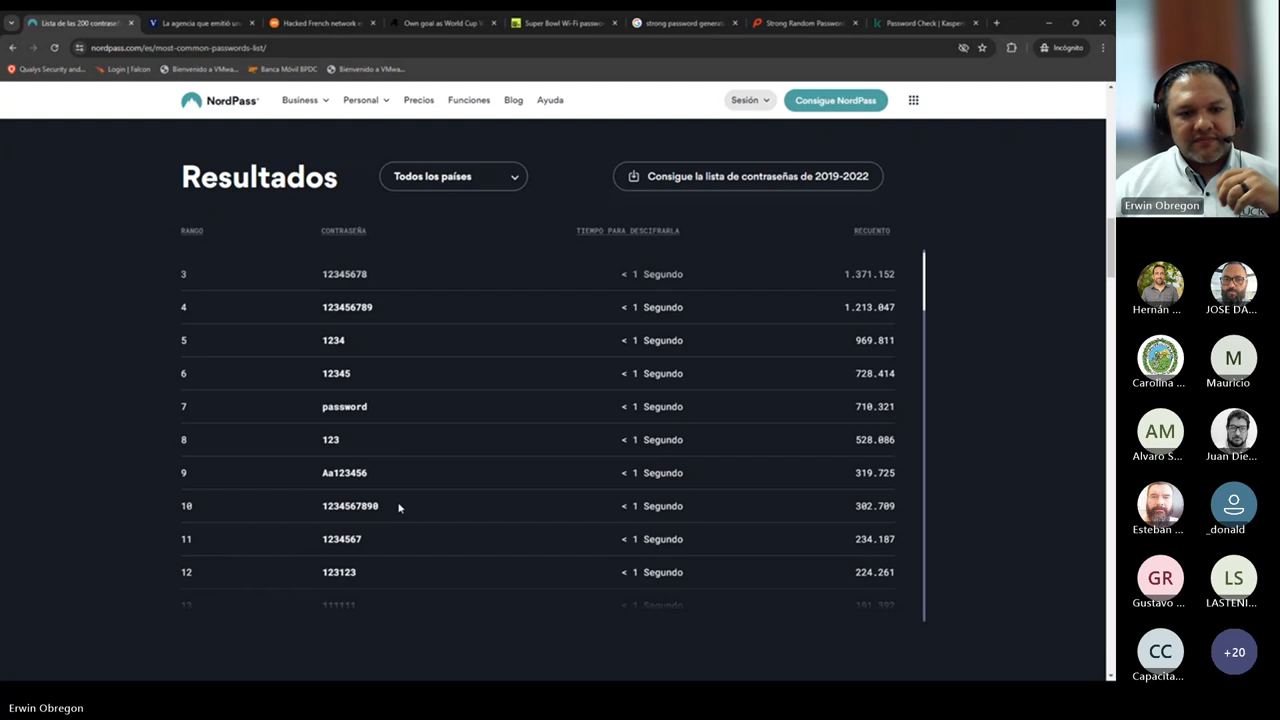 Lista de las 200 contraseñ
La agencia que emitió un
Hacked French network e
Own goal as World Cup
Super Bowl Wi-Fi passwo
strong password generat
Strong Random Passwor
Password Check | Kasper
nordpass.com/es/most-common-passwords-list/
Incógnito
Qualys Security and...
Login | Falcon
Bienvenido a VMwa...
Banca Móvil BPDC
Bienvenido a VMwa...
NordPass
Business
Personal
Precios
Funciones
Blog
Ayuda
Sesión
Consigue NordPass
Resultados
Todos los países
Consigue la lista de contraseñas de 2019-2022
RANGO CONTRASEÑA TIEMPO PARA DESCIFRARLA RECUENTO
3 12345678 < 1 Segundo 1.371.152
4 123456789 < 1 Segundo 1.213.047
5 1234 < 1 Segundo 969.811
6 12345 < 1 Segundo 728.414
7 password < 1 Segundo 710.321
8 123 < 1 Segundo 528.086
9 Aa123456 < 1 Segundo 319.725
10 1234567890 < 1 Segundo 302.709
11 1234567 < 1 Segundo 234.187
12 123123 < 1 Segundo 224.261
13 111111 < 1 Segundo 191.392
Erwin Obregon
Hernán ...
JOSE DA...
Carolina ...
M
Mauricio
AM
Alvaro S...
Juan Die...
Esteban ...
_donald
GR
Gustavo ...
LS
LASTENI...
CC
Capacita...
+20
Erwin Obregon